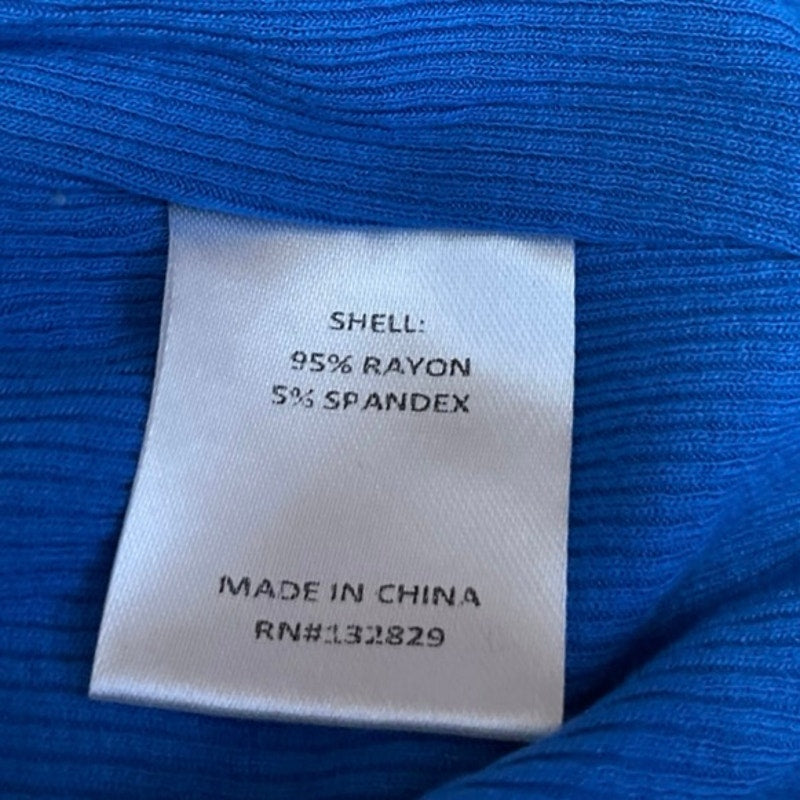 SHELL:
95% RAYON
5% SPANDEX
MADE IN CHINA
RN#132829